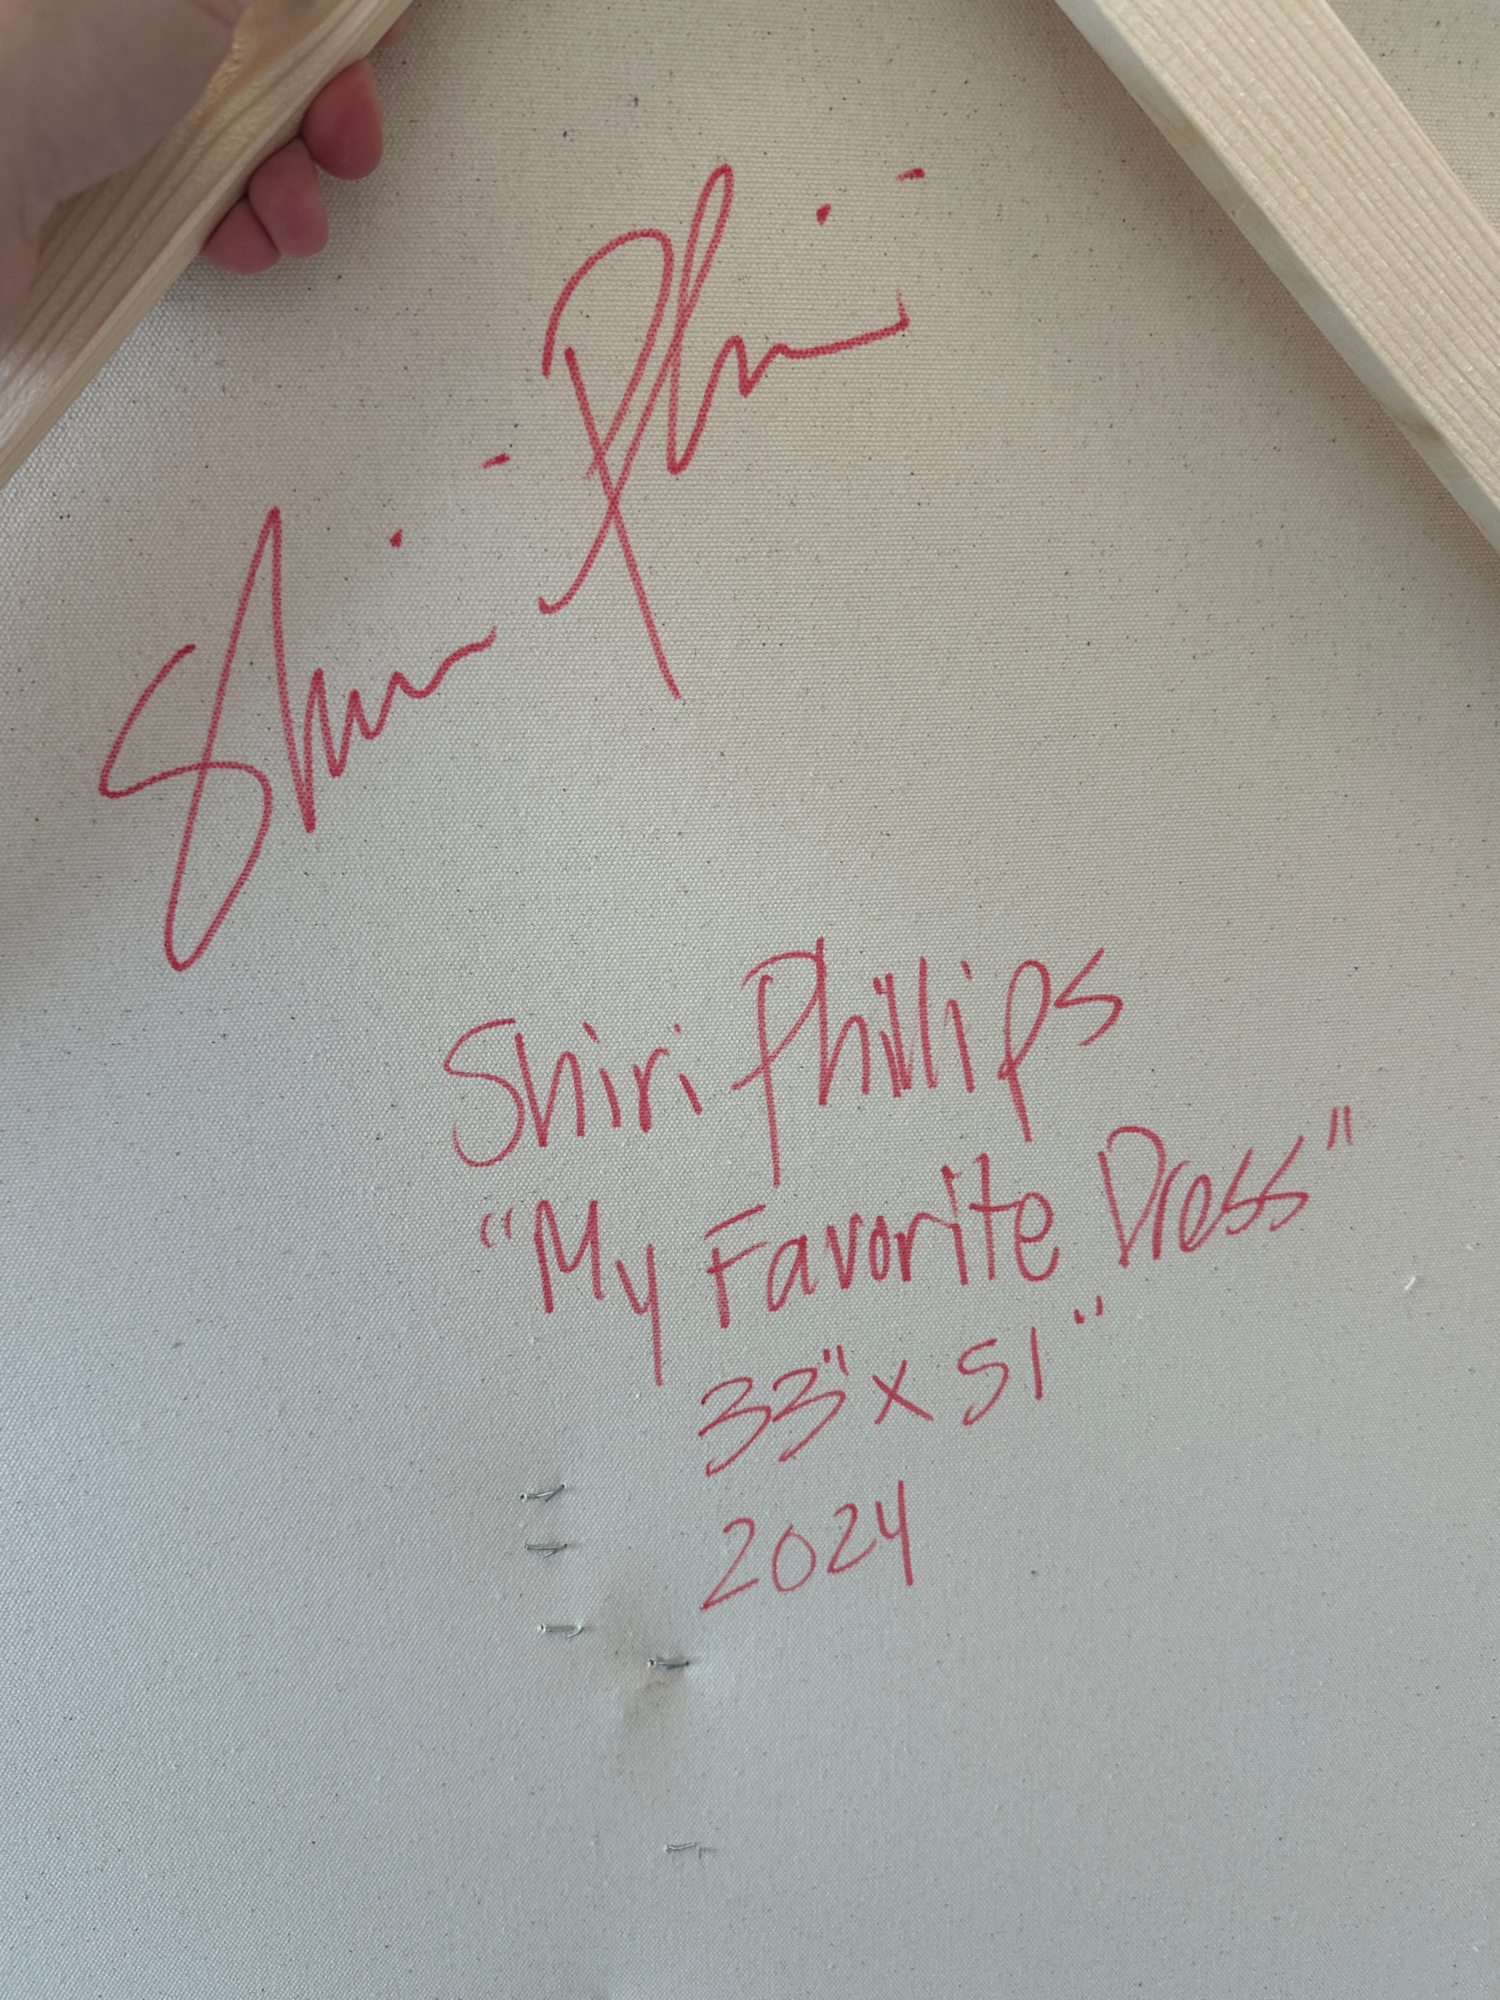 Shiri Phillips
"My Favorite Dress"
33" x 51"
2024